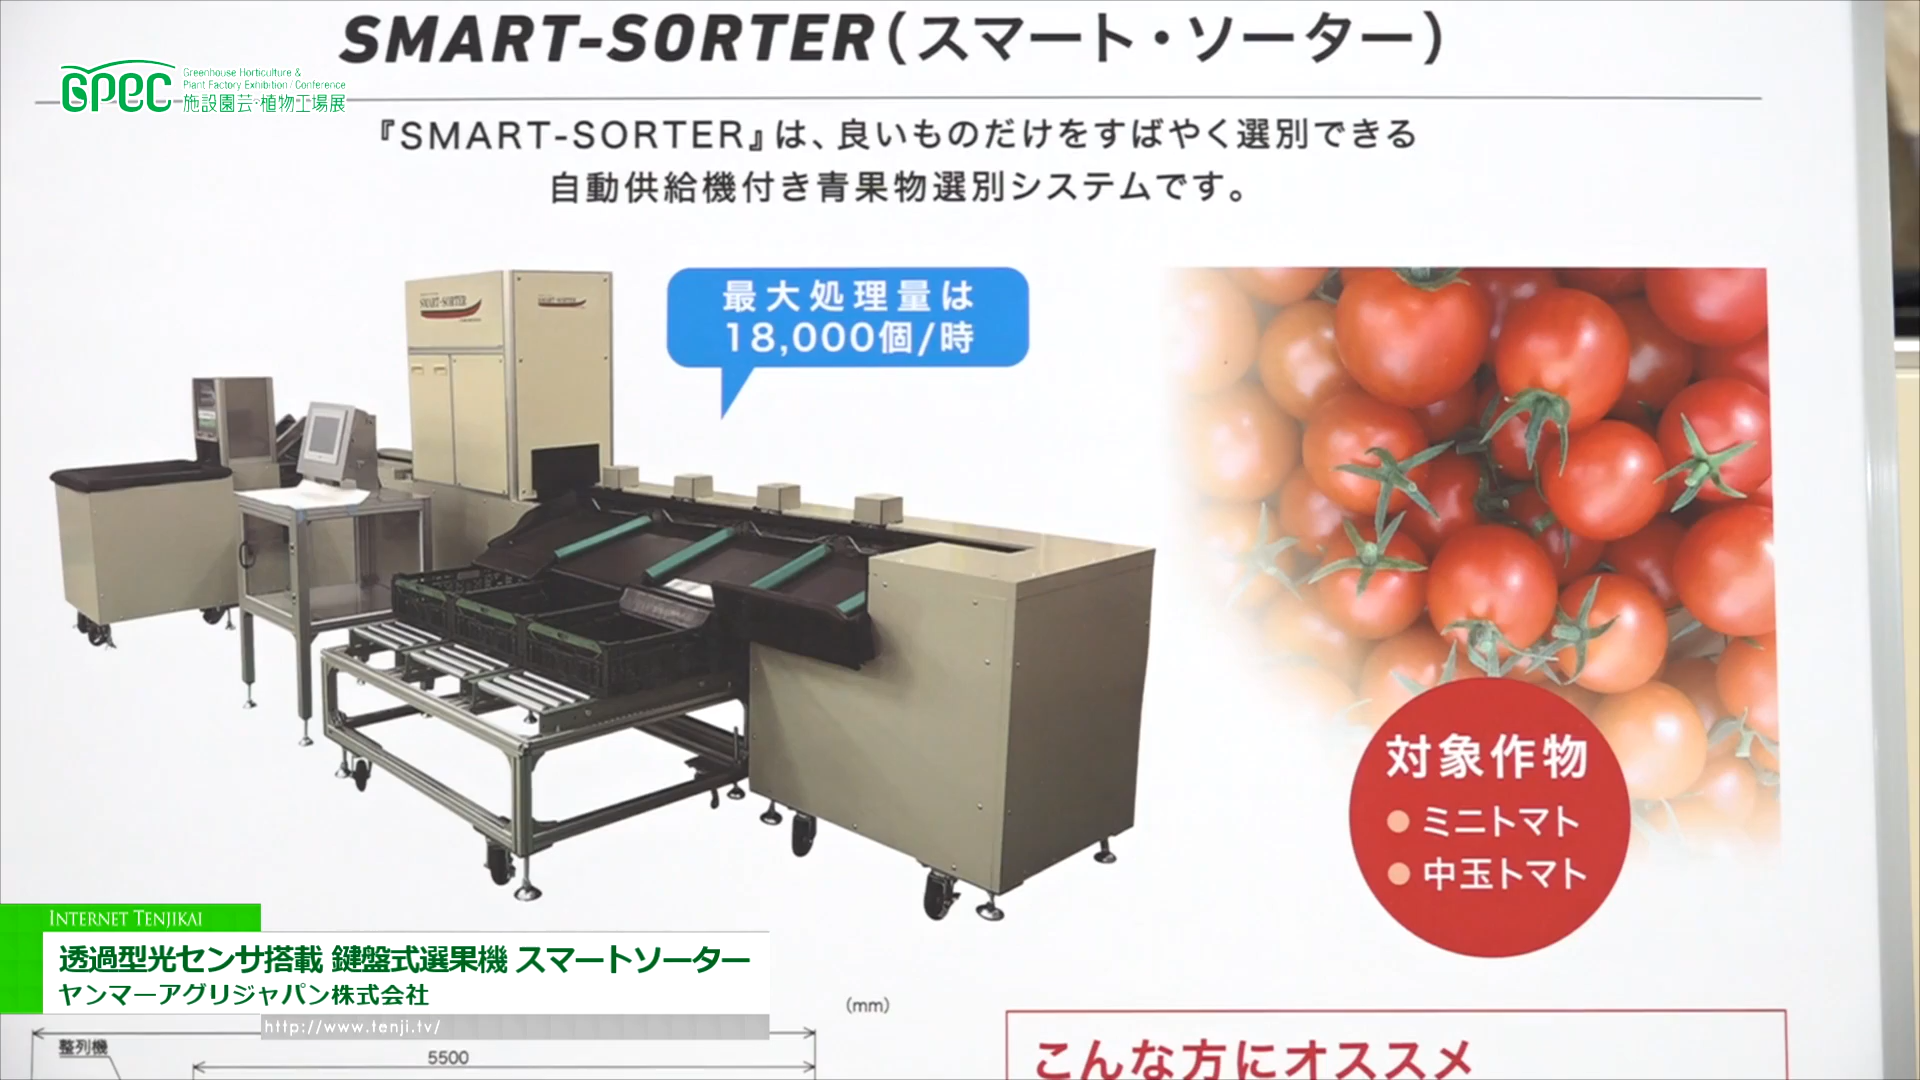 SMART-SORTER(スマート・ソーター)
GPEC
Greenhouse Horticulture &
Plant Factory Exhibition / Conference
施設園芸・植物工場展
『SMART-SORTER』は、良いものだけをすばやく選別できる
自動供給機付き青果物選別システムです。
最大処理量は
18,000個/時
SMART-SORTER
SMART-SORTER
対象作物
ミニトマト
中玉トマト
INTERNET TENJIKAI
透過型光センサ搭載 鍵盤式選果機 スマートソーター
ヤンマーアグリジャパン株式会社
http://www.tenji.tv/
(mm)
整列機
5500
こんな方にオススメ